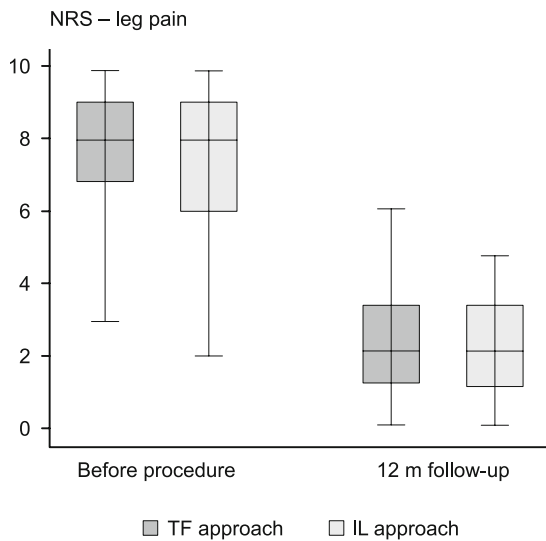 NRS – leg pain
10
8
6
4
2
0
Before procedure 12 m follow-up
TF approach IL approach